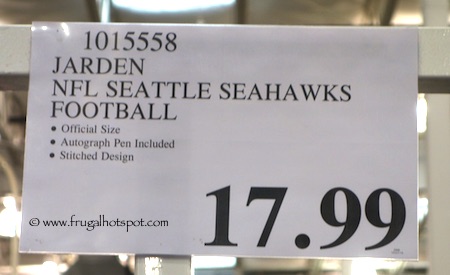 1015558
JARDEN
NFL SEATTLE SEAHAWKS
FOOTBALL
• Official Size
• Autograph Pen Included
• Stitched Design
17.99
© www.frugalhotspot.com